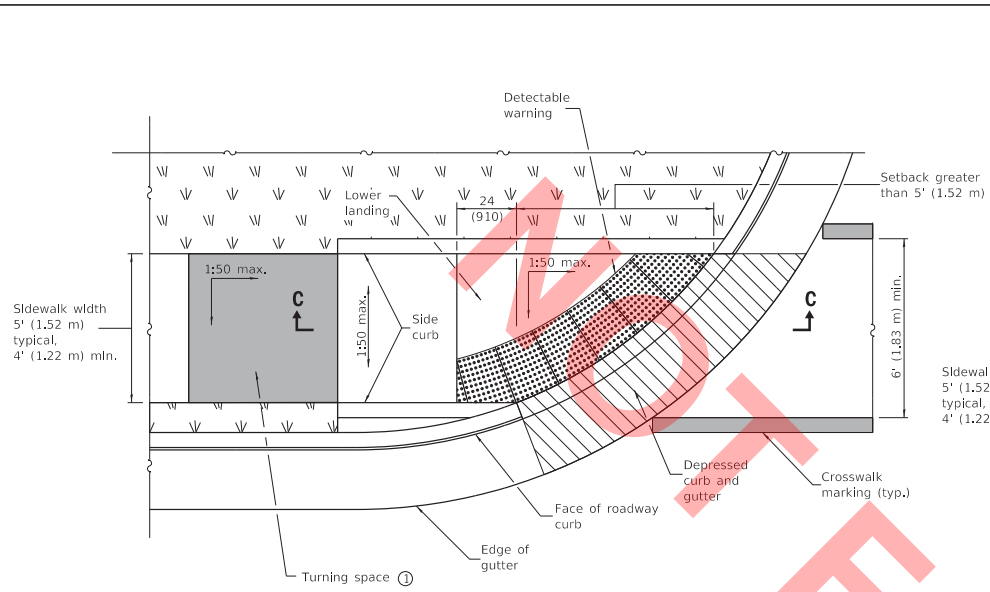 Detectable
warning
Setback greater
than 5' (1.52 m)
Lower
landing
24
(910)
1:50 max.
1:50 max.
Sidewalk width
5' (1.52 m)
typical,
4' (1.22 m) min.
C
1:50 max.
Side
curb
C
6' (1.83 m) min.
Sidewal
5' (1.52
typical,
4' (1.22
Depressed
curb and
gutter
Crosswalk
marking (typ.)
Face of roadway
curb
Edge of
gutter
Turning space ①
NOTE